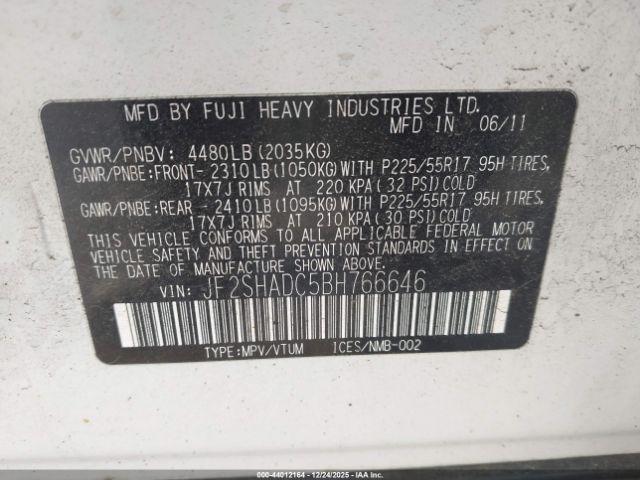 MFD BY FUJI HEAVY INDUSTRIES LTD.
MFD IN 06/11
GVWR/PNBV: 4480LB(2035KG)
GAWR/PNBE:FRONT- 2310LB(1050KG)WITH P225/55R17 95H TIRES,
17X7J RIMS AT 220 KPA(32 PSI)COLD
GAWR/PNBE:REAR - 2410LB(1095KG)WITH P225/55R17 95H TIRES,
17X7J RIMS AT 210 KPA(30 PSI)COLD
THIS VEHICLE CONFORMS TO ALL APPLICABLE FEDERAL MOTOR
VEHICLE SAFETY AND THEFT PREVENTION STANDARDS IN EFFECT
ON THE DATE OF MANUFACTURE SHOWN ABOVE.
VIN: JF2SHADC5BH766646
TYPE:MPV/VTUM ICES/NMB-002
000-44012164 - 12/24/2025 - IAA Inc.